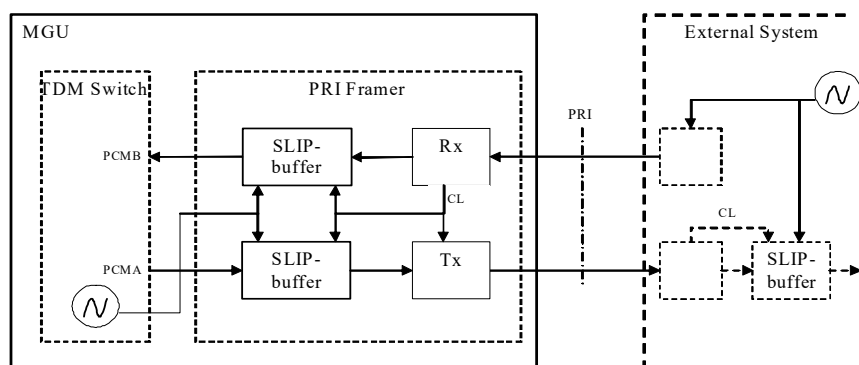 MGU
External System
TDM Switch
PRI Framer
PRI
SLIP-
buffer
Rx
PCMB
CL
CL
PCMA
SLIP-
buffer
Tx
SLIP-
buffer